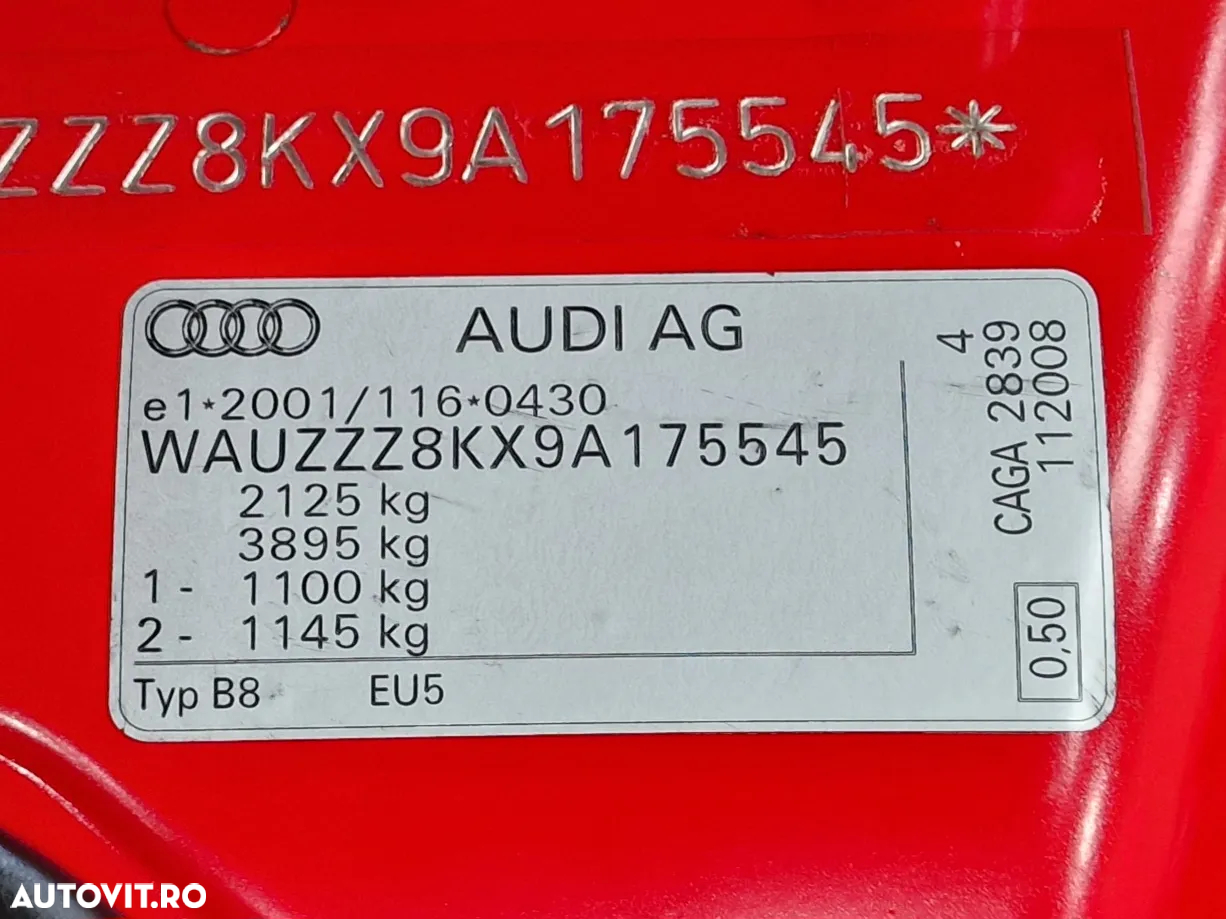 ZZZ8KX9A175545*
AUDI AG
e1*2001/116*0430
WAUZZZ8KX9A175545
2125 kg
3895 kg
1 - 1100 kg
2 - 1145 kg
Typ B8 EU5
4
CAGA 2839
112008
0,50
AUTOVIT.RO